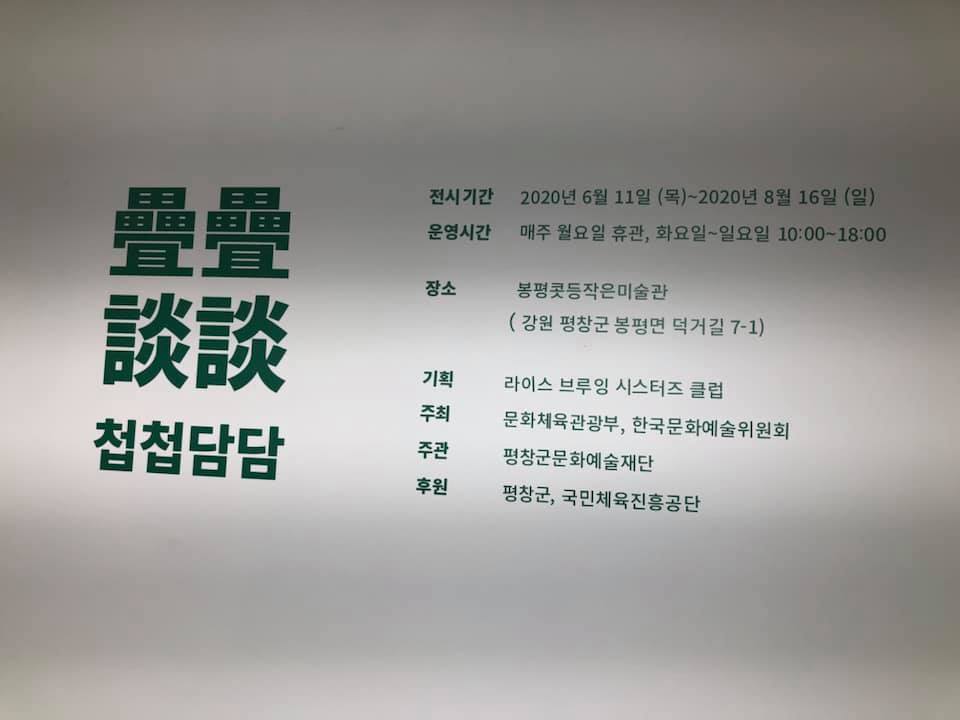 疊疊
談談
첩첩담담
전시기간 2020년 6월 11일 (목)~2020년 8월 16일 (일)
운영시간 매주 월요일 휴관, 화요일~일요일 10:00~18:00
장소 봉평콧등작은미술관
( 강원 평창군 봉평면 덕거길 7-1)
기획 라이스 브루잉 시스터즈 클럽
주최 문화체육관광부, 한국문화예술위원회
주관 평창군문화예술재단
후원 평창군, 국민체육진흥공단